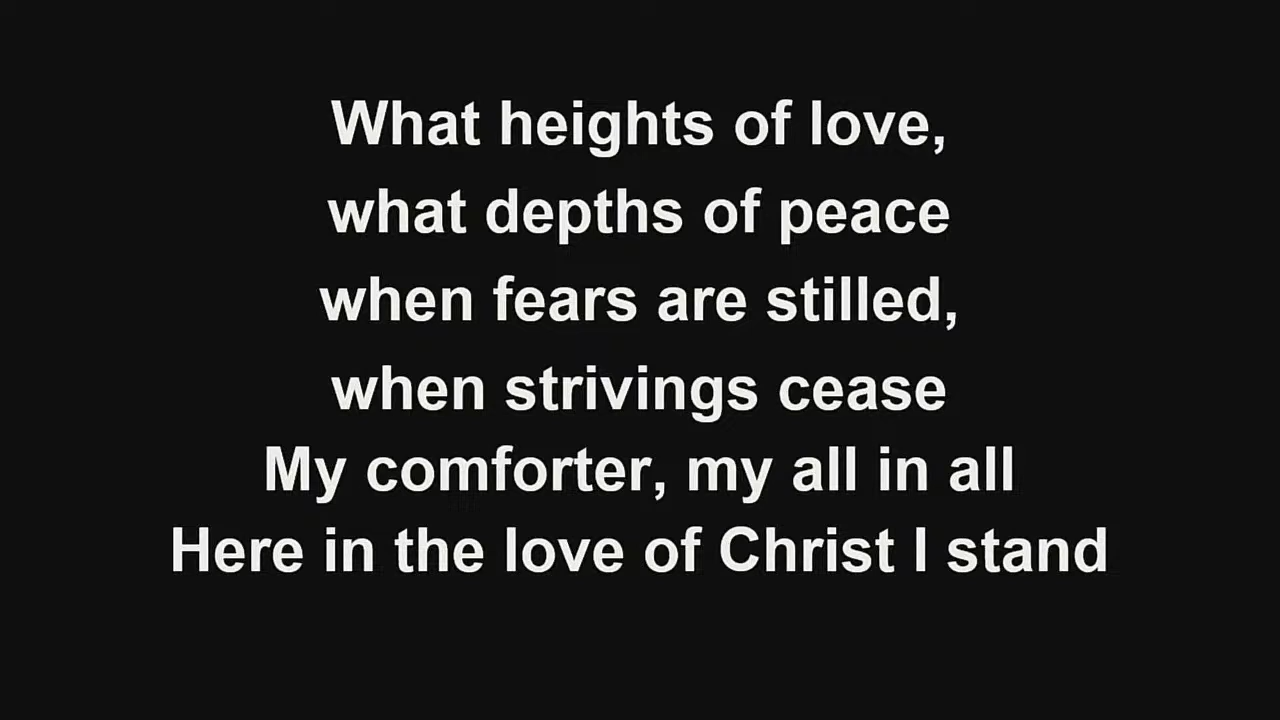 What heights of love,
what depths of peace
when fears are stilled,
when strivings cease
My comforter, my all in all
Here in the love of Christ I stand